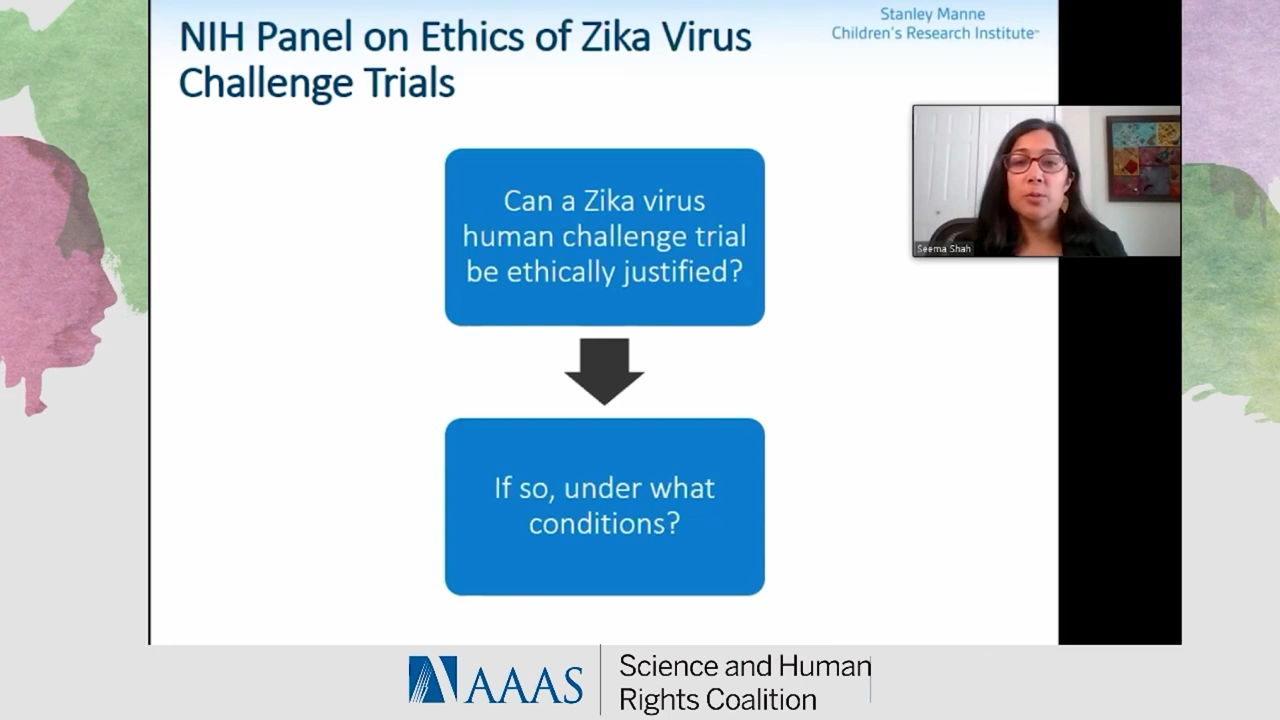 NIH Panel on Ethics of Zika Virus
Challenge Trials
Stanley Manne
Children's Research Institute™
Can a Zika virus
human challenge trial
be ethically justified?
Seema Shah
If so, under what
conditions?
AAAS
Science and Human
Rights Coalition